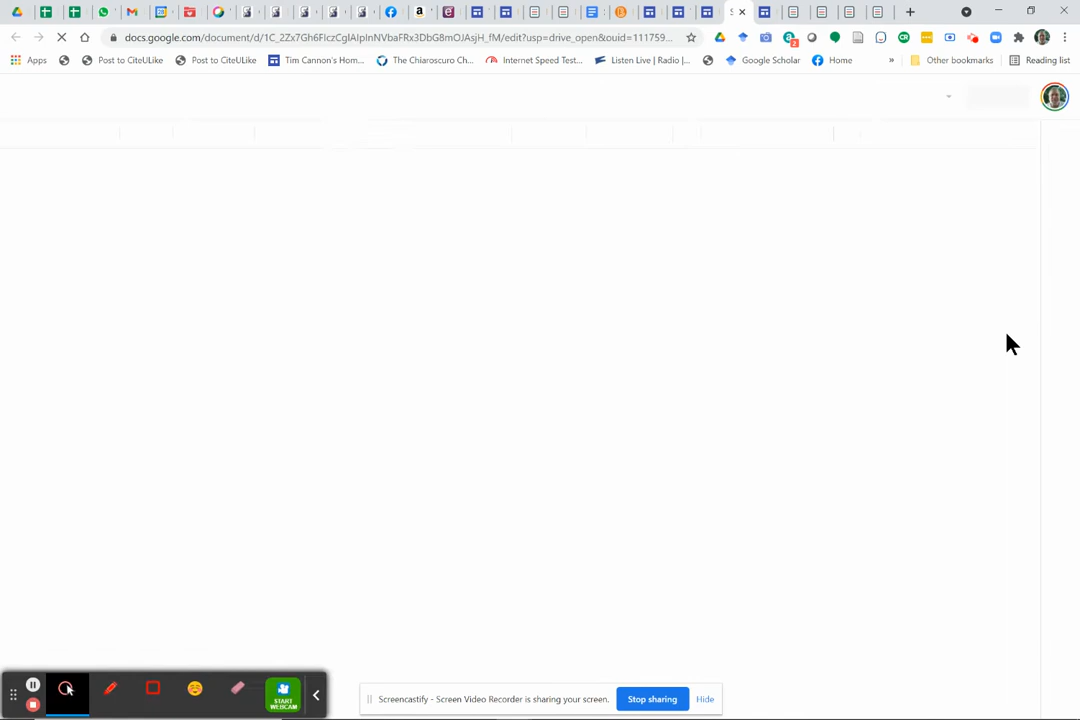 docs.google.com/document/d/1C_2Zx7Gh6FIczCglAlpInNVbaFRx3DbG8mOJAsjH_fM/edit?usp=drive_open&ouid=111759...
Apps
Post to CiteULike
Post to CiteULike
Tim Cannon's Hom...
The Chiaroscuro Ch...
Internet Speed Test...
Listen Live | Radio |...
Google Scholar
Home
»
Other bookmarks
Reading list
START
WEBCAM
Screencastify - Screen Video Recorder is sharing your screen.
Stop sharing
Hide